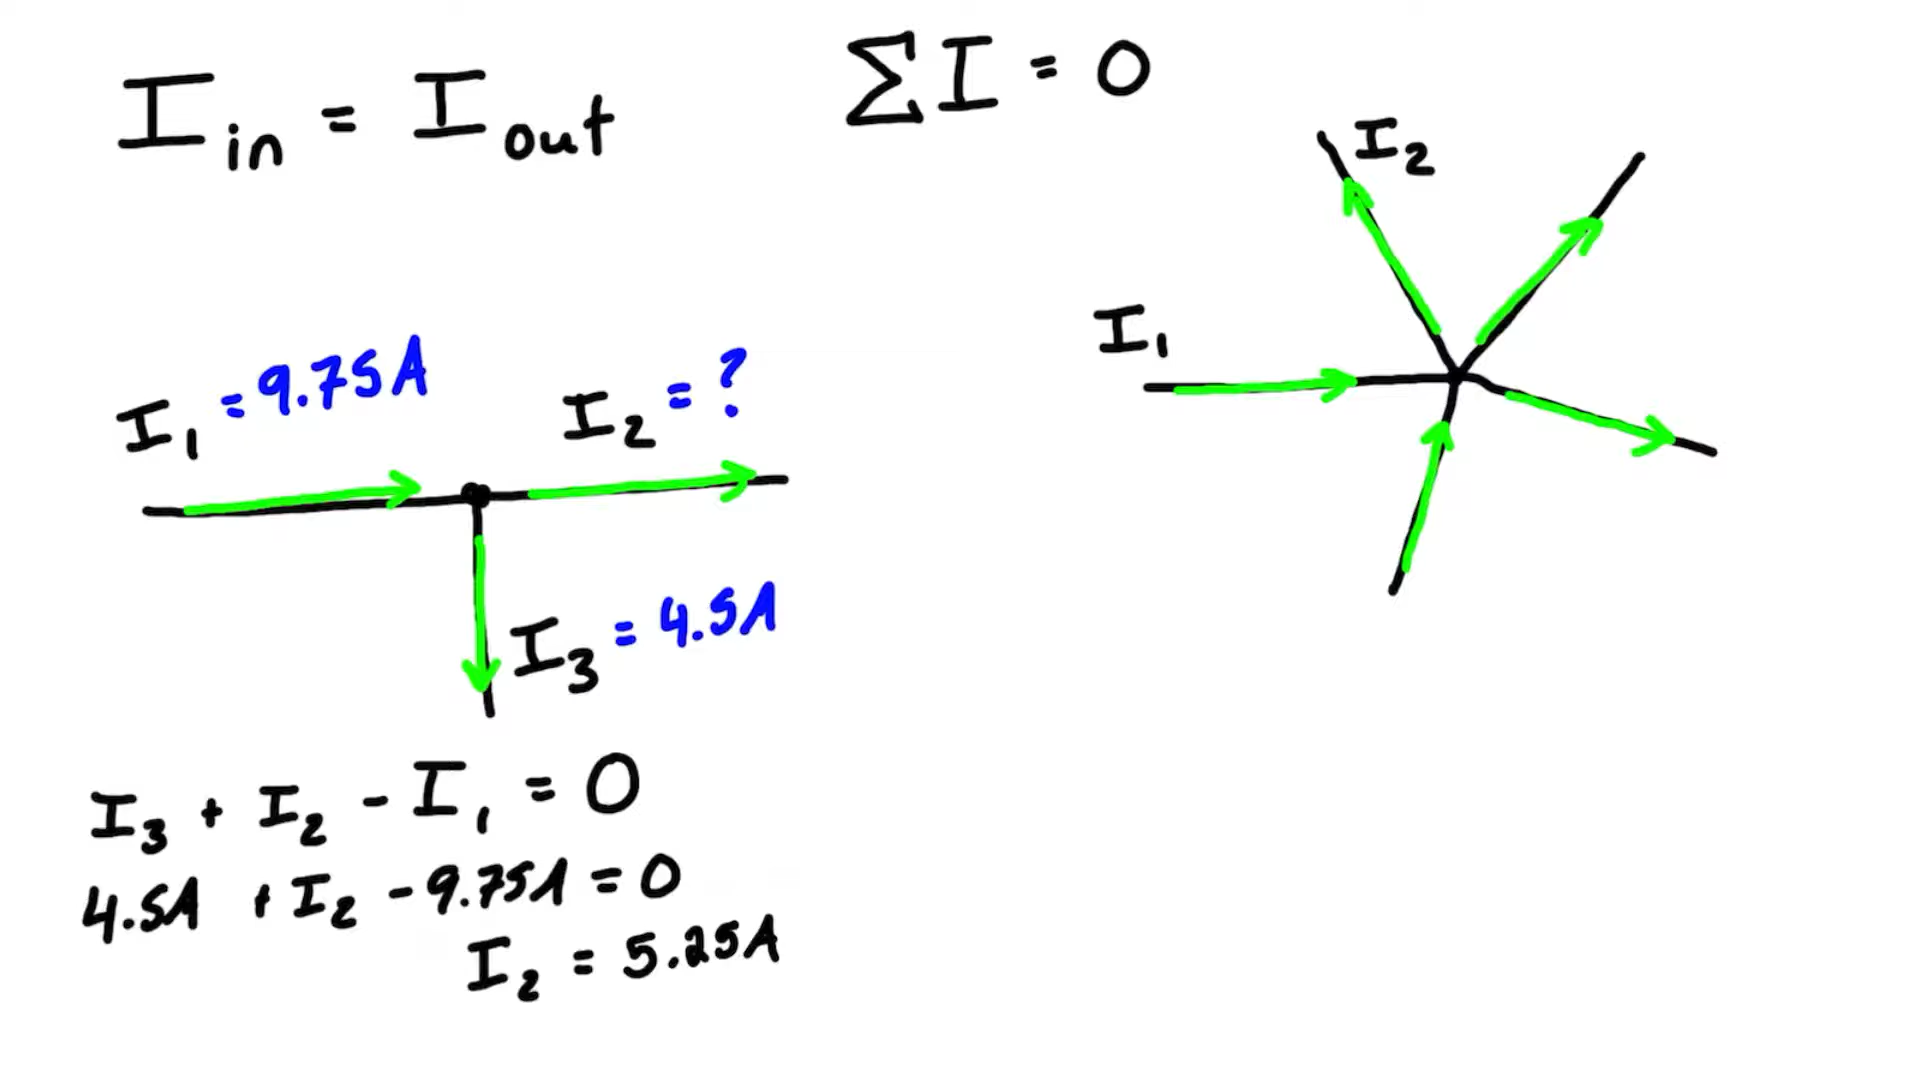 I_in = I_out
ΣI = 0
I_2
I_1
I_1 = 9.75A
I_2 = ?
I_3 = 4.5A
I_3 + I_2 - I_1 = 0
4.5A + I_2 - 9.75A = 0
I_2 = 5.25A